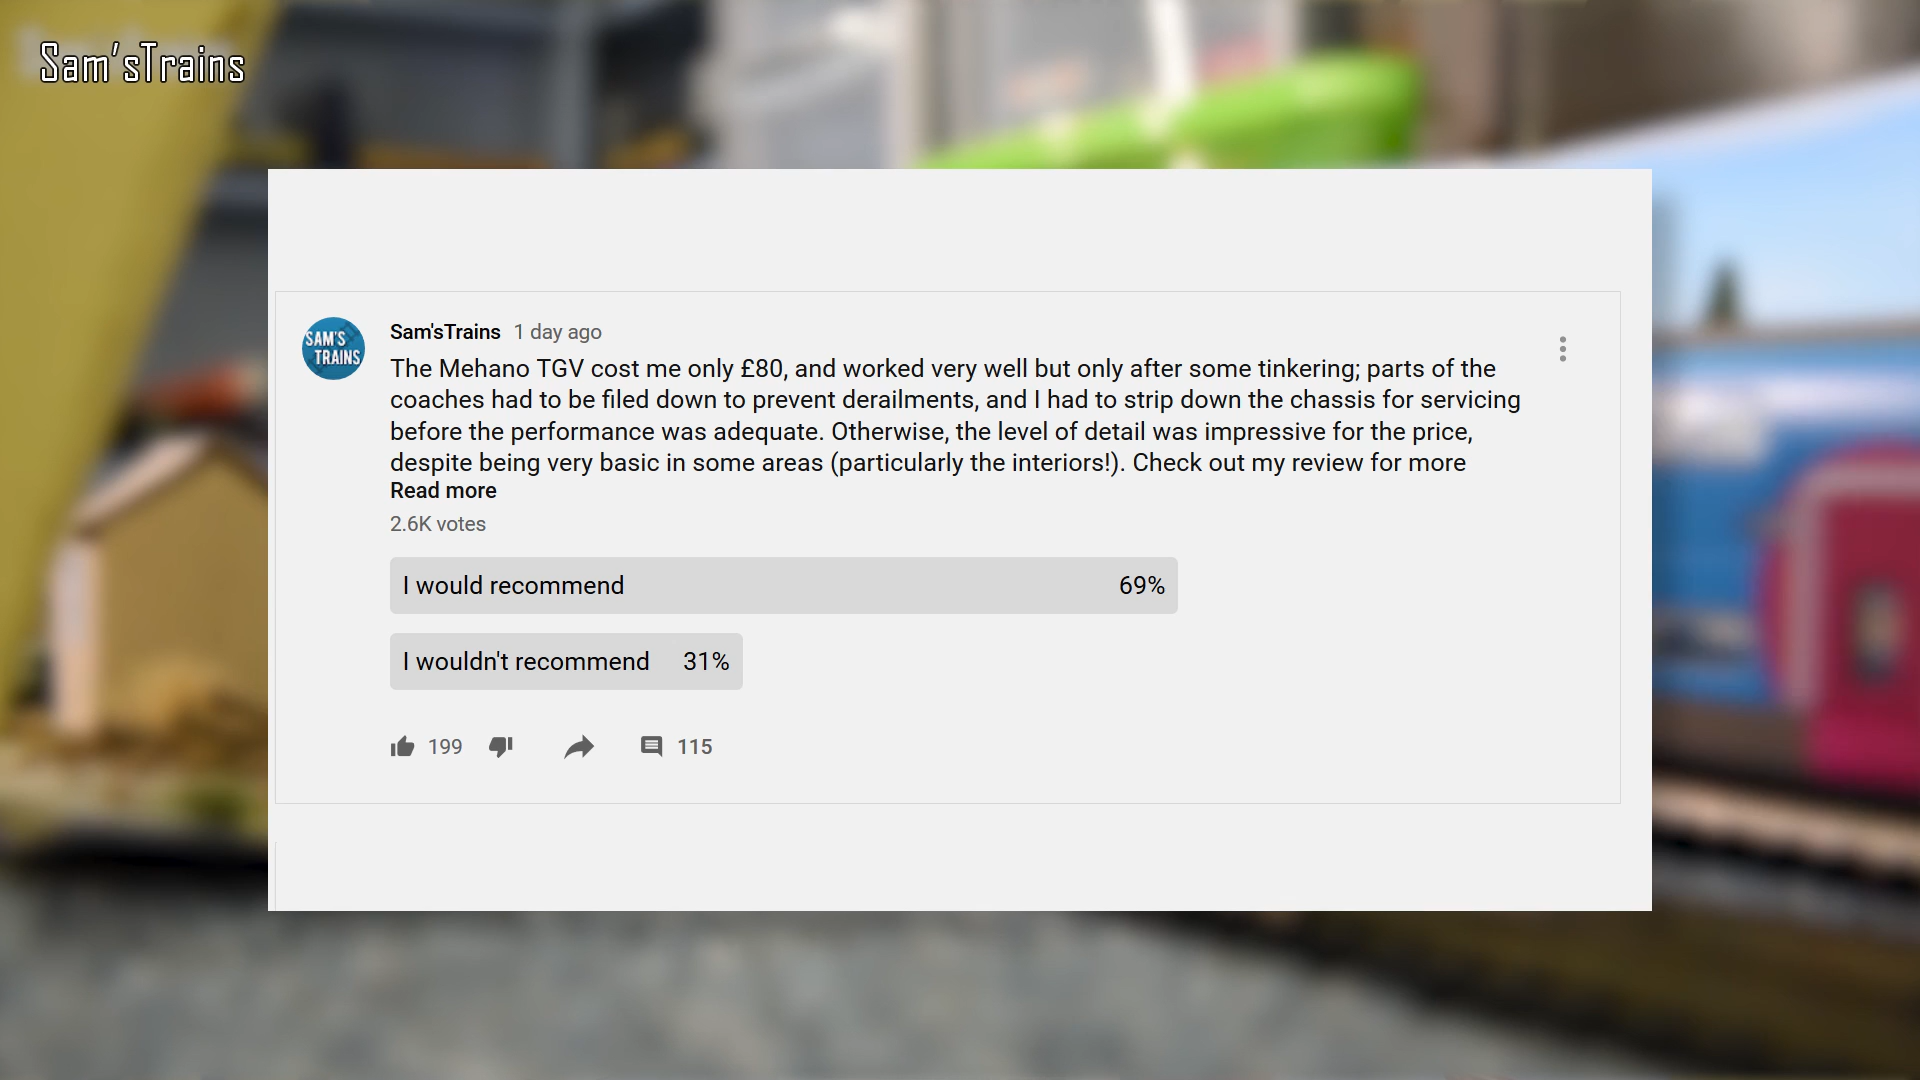 Sam'sTrains
SAM'S
TRAINS
Sam'sTrains 1 day ago
The Mehano TGV cost me only £80, and worked very well but only after some tinkering; parts of the
coaches had to be filed down to prevent derailments, and I had to strip down the chassis for servicing
before the performance was adequate. Otherwise, the level of detail was impressive for the price,
despite being very basic in some areas (particularly the interiors!). Check out my review for more
Read more
2.6K votes
I would recommend 69%
I wouldn't recommend 31%
199 115